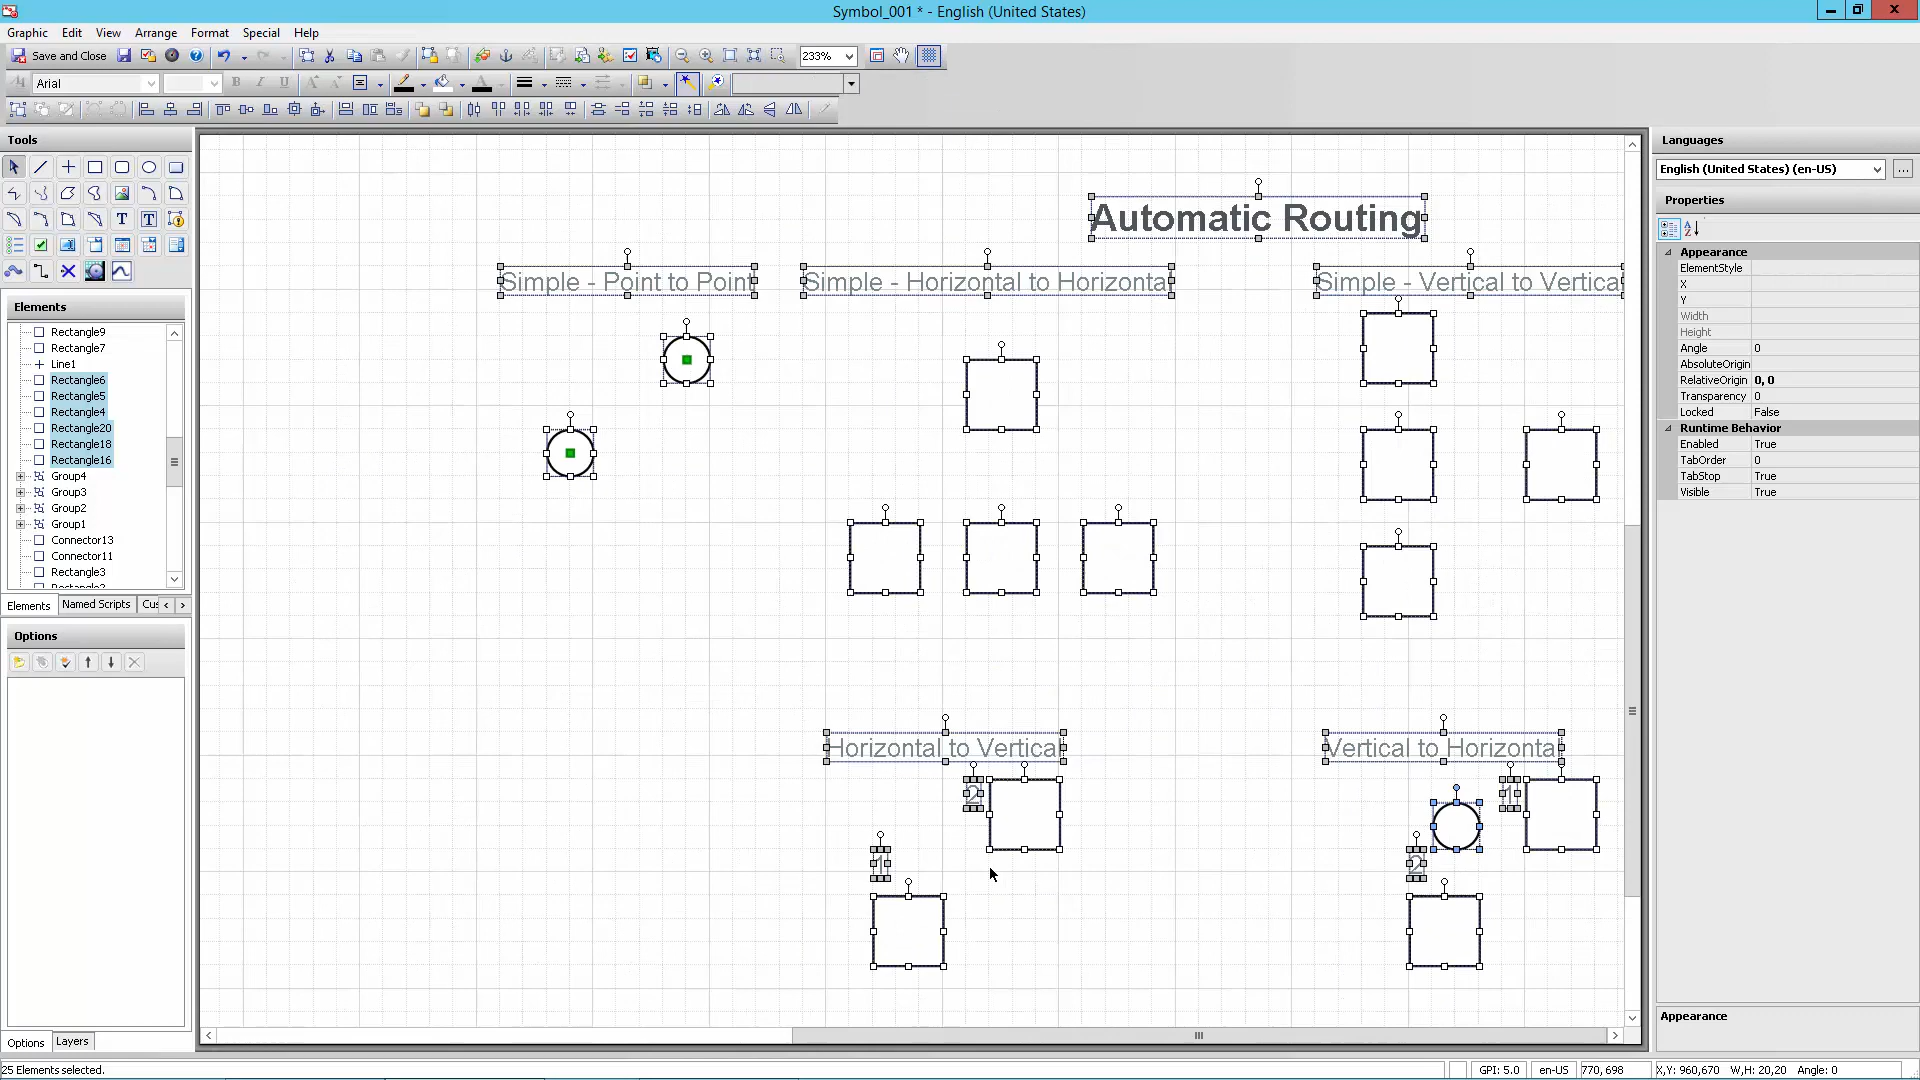 Symbol_001 * - English (United States)
Graphic Edit View Arrange Format Special Help
Save and Close
233%
Arial
Tools
Elements
Rectangle9
Rectangle7
Line1
Rectangle6
Rectangle5
Rectangle4
Rectangle20
Rectangle18
Rectangle16
Group4
Group3
Group2
Group1
Connector13
Connector11
Rectangle3
Elements Named Scripts Cus
Options
Options Layers
Automatic Routing
Simple - Point to Point
Simple - Horizontal to Horizontal
Simple - Vertical to Vertical
Horizontal to Vertical
2
1
Vertical to Horizontal
1
2
Languages
English (United States) (en-US)
...
Properties
Appearance
ElementStyle
X
Y
Width
Height
Angle 0
AbsoluteOrigin
RelativeOrigin 0, 0
Transparency 0
Locked False
Runtime Behavior
Enabled True
TabOrder 0
TabStop True
Visible True
Appearance
25 Elements selected.
GPI: 5.0 en-US 770, 698 X,Y: 960,670 W,H: 20,20 Angle: 0